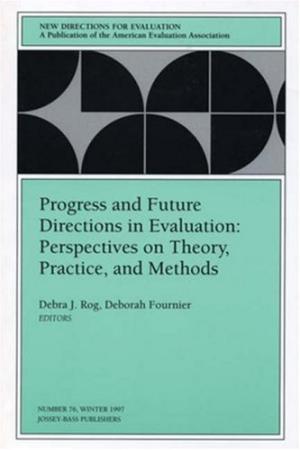 NEW DIRECTIONS FOR EVALUATION
A Publication of the American Evaluation Association
Progress and Future
Directions in Evaluation:
Perspectives on Theory,
Practice, and Methods
Debra J. Rog, Deborah Fournier
EDITORS
NUMBER 76, WINTER 1997
JOSSEY-BASS PUBLISHERS